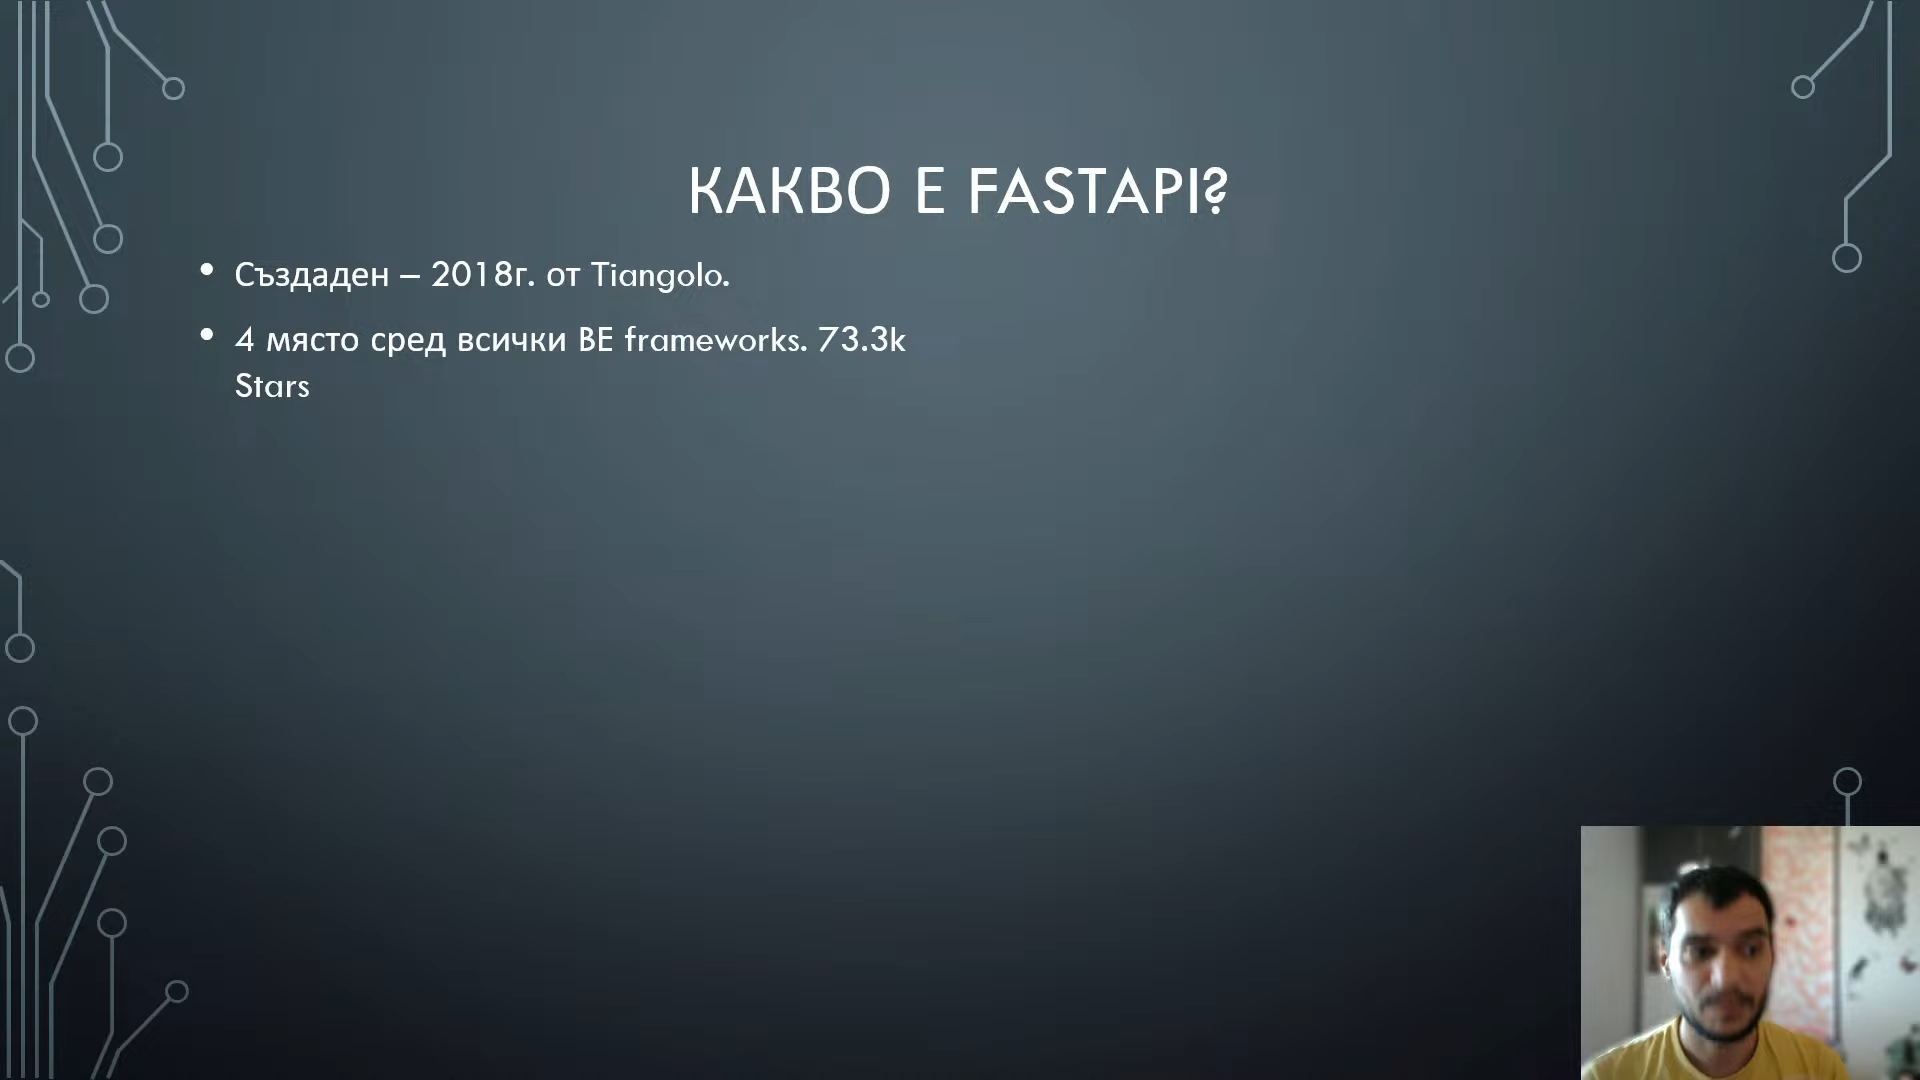 КАКВО Е FASTAPI?
• Създаден – 2018г. от Tiangolo.
• 4 място сред всички BE frameworks. 73.3k
Stars